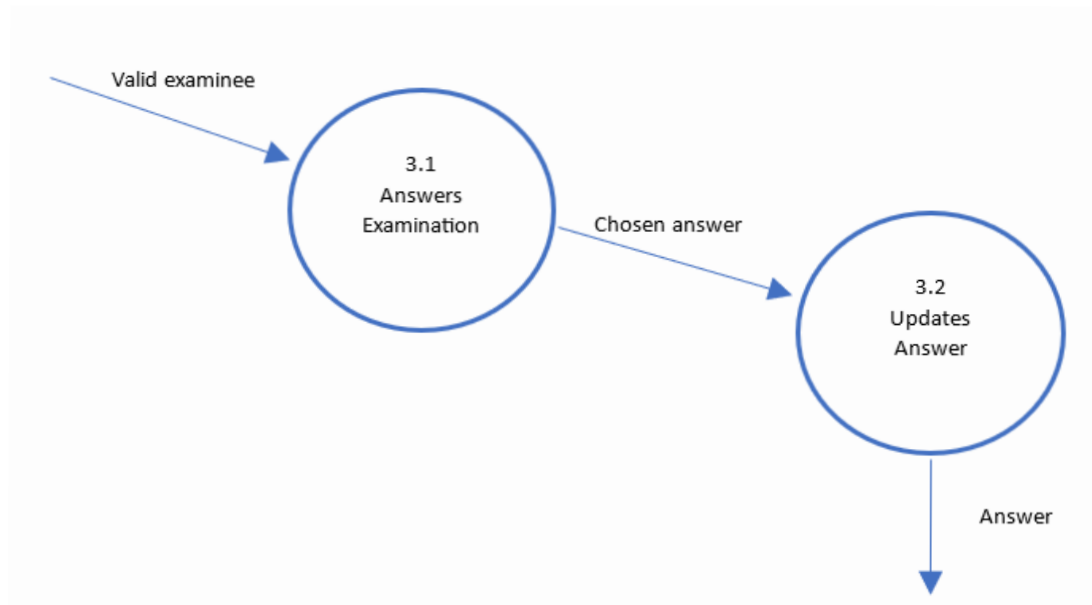 Valid examinee
3.1
Answers
Examination
Chosen answer
3.2
Updates
Answer
Answer